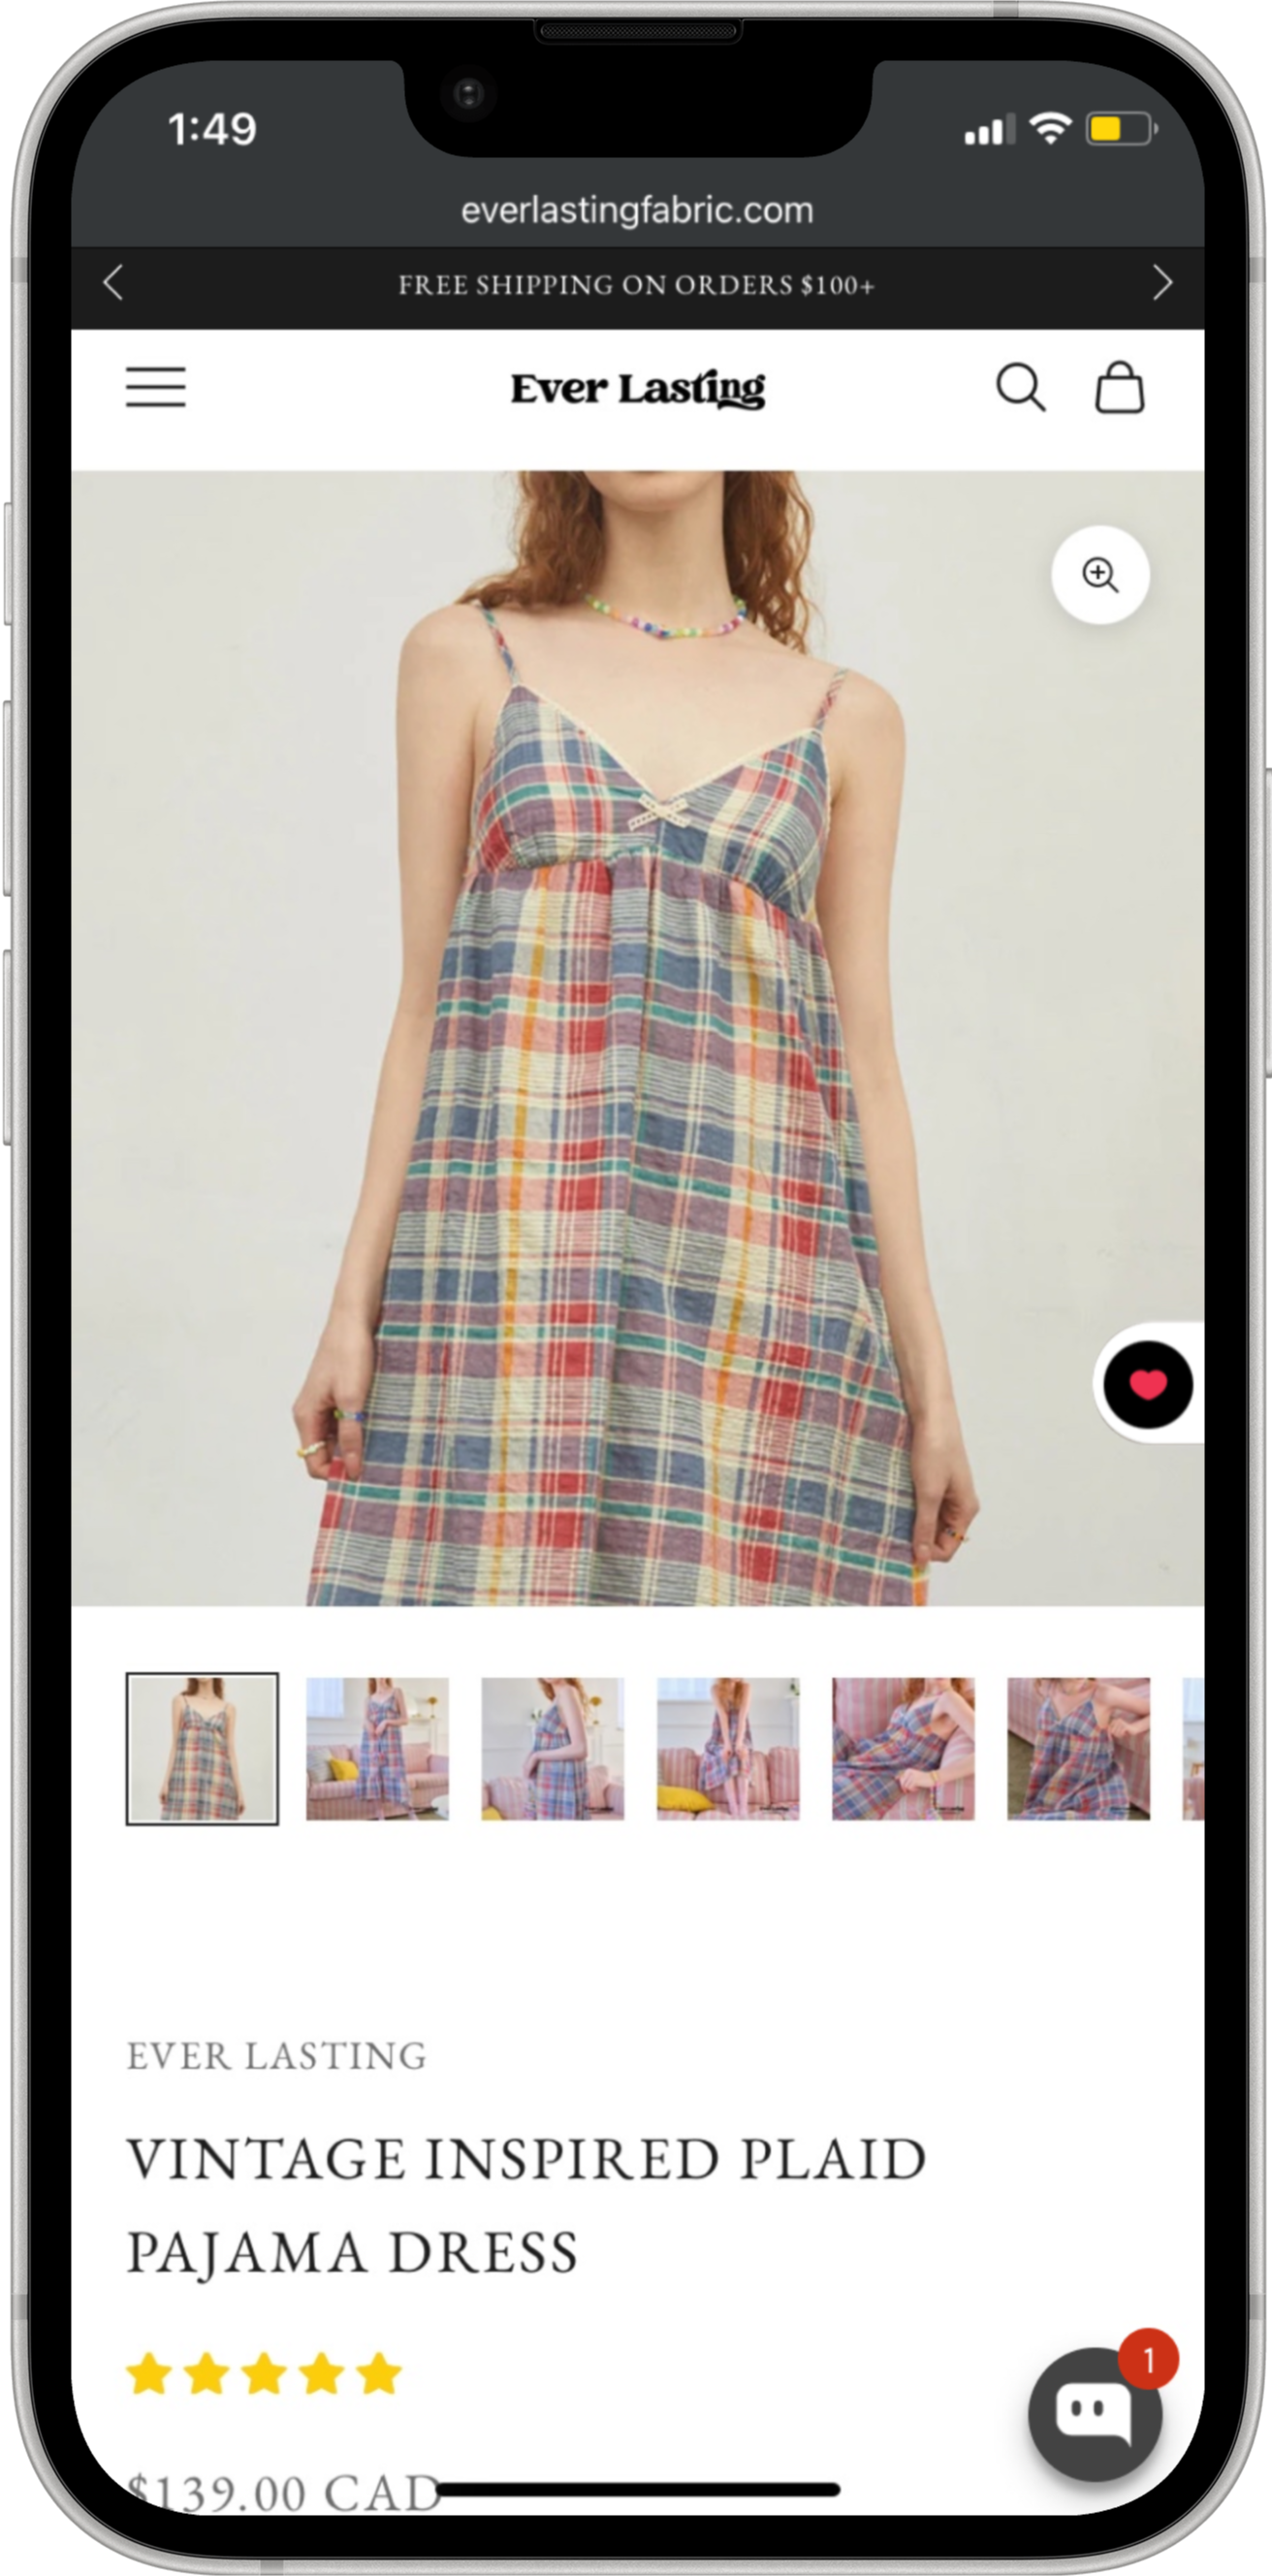 1:49
everlastingfabric.com
FREE SHIPPING ON ORDERS $100+
Ever Lasting
EVER LASTING
VINTAGE INSPIRED PLAID
PAJAMA DRESS
1
$139.00 CAD